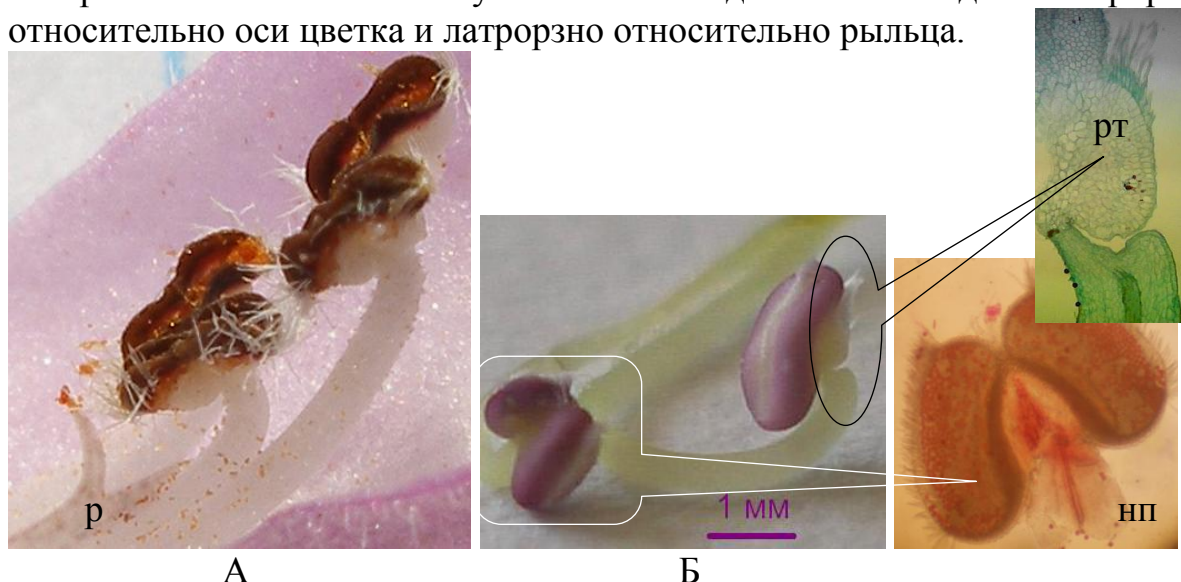 относительно оси цветка и латрорзно относительно рыльца.
рт
р
1 мм
нп
А
Б